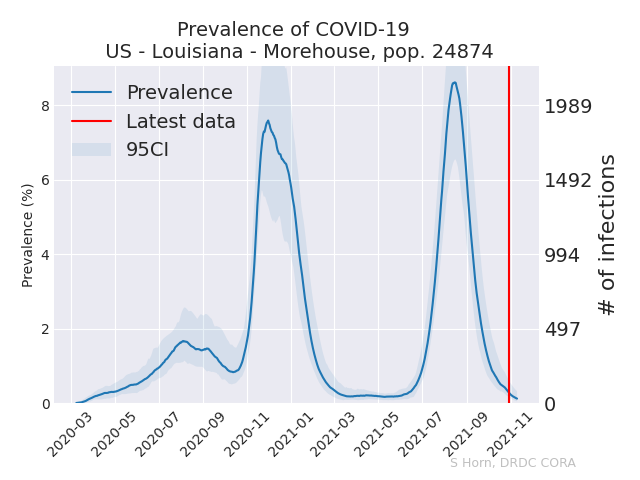 Prevalence of COVID-19
US - Louisiana - Morehouse, pop. 24874
Prevalence
Latest data
95CI
8
6
4
2
0
Prevalence (%)
1989
1492
994
497
0
# of infections
2020-03
2020-05
2020-07
2020-09
2020-11
2021-01
2021-03
2021-05
2021-07
2021-09
2021-11
S Horn, DRDC CORA